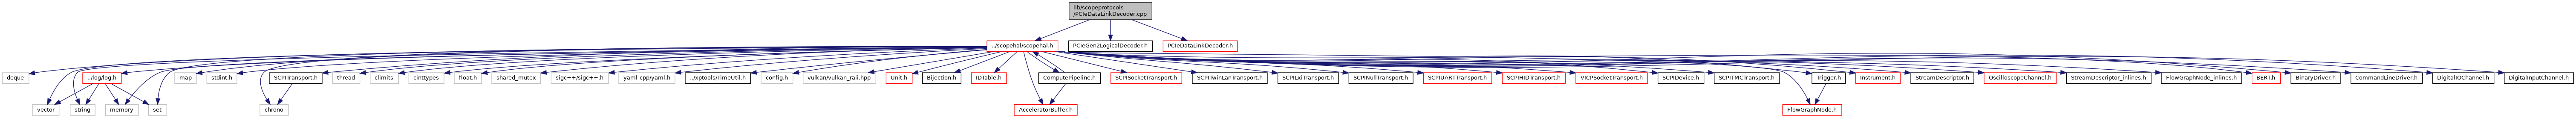 lib/scopeprotocols
/PCIeDataLinkDecoder.cpp
../scopehal/scopehal.h
PCIeGen2LogicalDecoder.h
PCIeDataLinkDecoder.h
deque
../log/log.h
map
stdint.h
SCPITransport.h
thread
climits
cinttypes
float.h
shared_mutex
sigc++/sigc++.h
yaml-cpp/yaml.h
../xptools/TimeUtil.h
config.h
vulkan/vulkan_raii.hpp
Unit.h
Bijection.h
IDTable.h
ComputePipeline.h
SCPISocketTransport.h
SCPITwinLanTransport.h
SCPILxiTransport.h
SCPINullTransport.h
SCPIUARTTransport.h
SCPIHIDTransport.h
VICPSocketTransport.h
SCPIDevice.h
SCPITMCTransport.h
Trigger.h
Instrument.h
StreamDescriptor.h
OscilloscopeChannel.h
StreamDescriptor_inlines.h
FlowGraphNode_inlines.h
BERT.h
BinaryDriver.h
CommandLineDriver.h
DigitalIOChannel.h
DigitalInputChannel.h
vector
string
memory
set
chrono
AcceleratorBuffer.h
FlowGraphNode.h